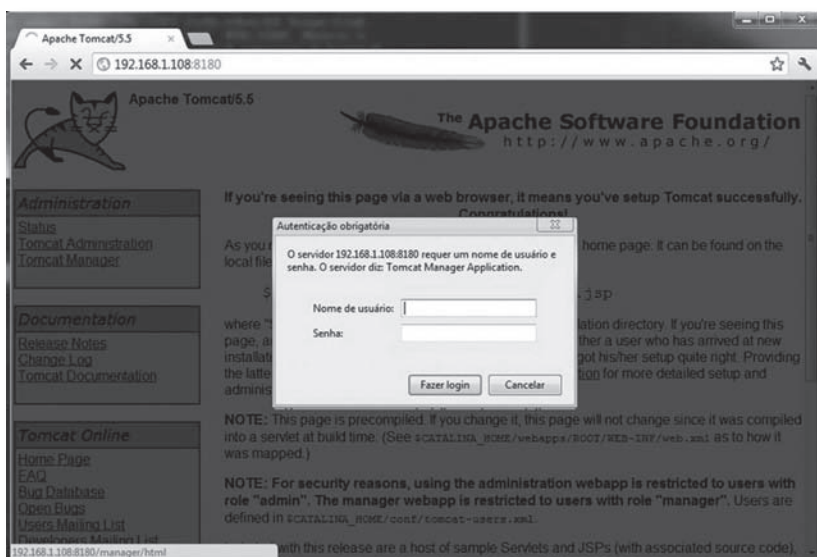 Apache Tomcat/5.5
192.168.1.108:8180
Apache Tomcat/5.5
The Apache Software Foundation
http://www.apache.org/
Administration
Status
Tomcat Administration
Tomcat Manager
Documentation
Release Notes
Change Log
Tomcat Documentation
Tomcat Online
Home Page
FAQ
Bug Database
Open Bugs
Users Mailing List
Developers Mailing List
If you're seeing this page via a web browser, it means you've setup Tomcat successfully.
Congratulations!
As you home page. It can be found on the
local file
.jsp
where lation directory. If you're seeing this
page, a ther a user who has arrived at new
installati got his/her setup quite right. Providing
the latte for more detailed setup and
adminis
NOTE: This page is precompiled. If you change it, this page will not change since it was compiled
into a servlet at build time. (See $CATALINA_HOME/webapps/ROOT/WEB-INF/web.xml as to how it
was mapped.)
NOTE: For security reasons, using the administration webapp is restricted to users with
role "admin". The manager webapp is restricted to users with role "manager". Users are
defined in $CATALINA_HOME/conf/tomcat-users.xml.
with this release are a host of sample Servlets and JSPs (with associated source code),
Autenticação obrigatória
O servidor 192.168.1.108:8180 requer um nome de usuário e
senha. O servidor diz: Tomcat Manager Application.
Nome de usuário:
Senha:
Fazer login
Cancelar
192.168.1.108:8180/manager/html